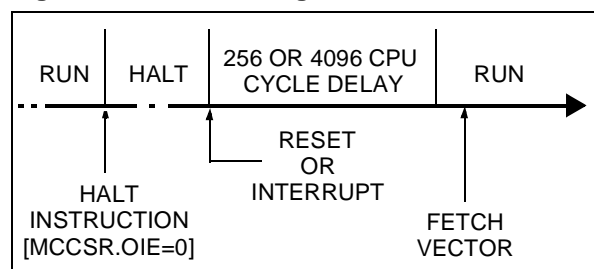 RUN
HALT
256 OR 4096 CPU
CYCLE DELAY
RUN
HALT
INSTRUCTION
[MCCSR.OIE=0]
RESET
OR
INTERRUPT
FETCH
VECTOR